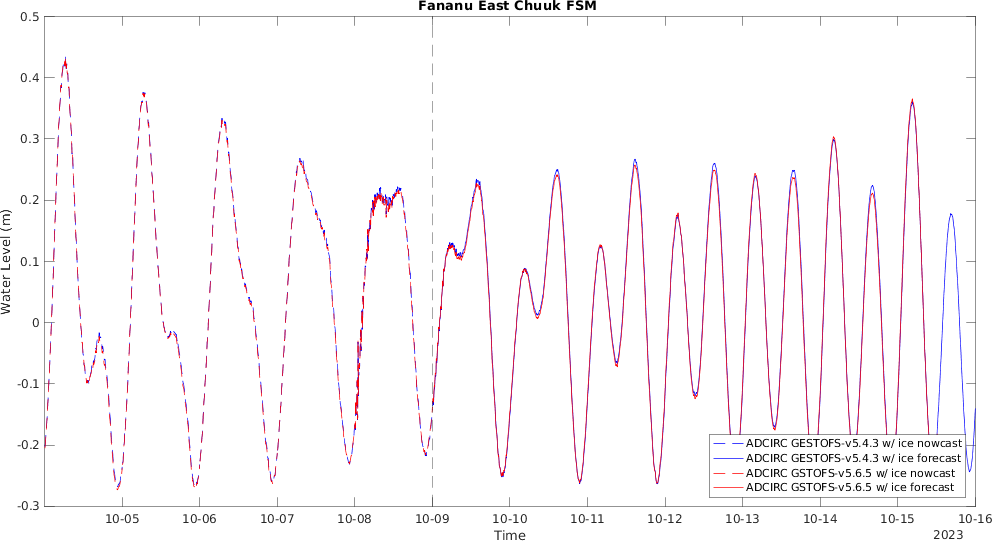 Fananu East Chuuk FSM
0.5
0.4
0.3
0.2
0.1
0
-0.1
-0.2
-0.3
Water Level (m)
ADCIRC GESTOFS-v5.4.3 w/ ice nowcast
ADCIRC GESTOFS-v5.4.3 w/ ice forecast
ADCIRC GSTOFS-v5.6.5 w/ ice nowcast
ADCIRC GSTOFS-v5.6.5 w/ ice forecast
10-05 10-06 10-07 10-08 10-09 10-10 10-11 10-12 10-13 10-14 10-15 10-16
Time
2023